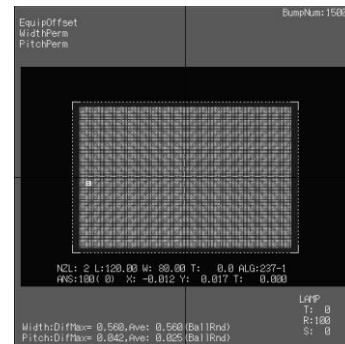 EquipOffset
WidthPerm
PitchPerm
BumpNum:1500
NZL: 2 L:120.00 W: 80.00 T: 0.0 ALG:237-1
ANS:100( 0) X: -0.012 Y: 0.017 T: 0.000
LAMP
T: 0
R:100
S: 0
Width:DifMax= 0.560,Ave: 0.560(BallRnd)
Pitch:DifMax= 0.042,Ave: 0.025(BallRnd)